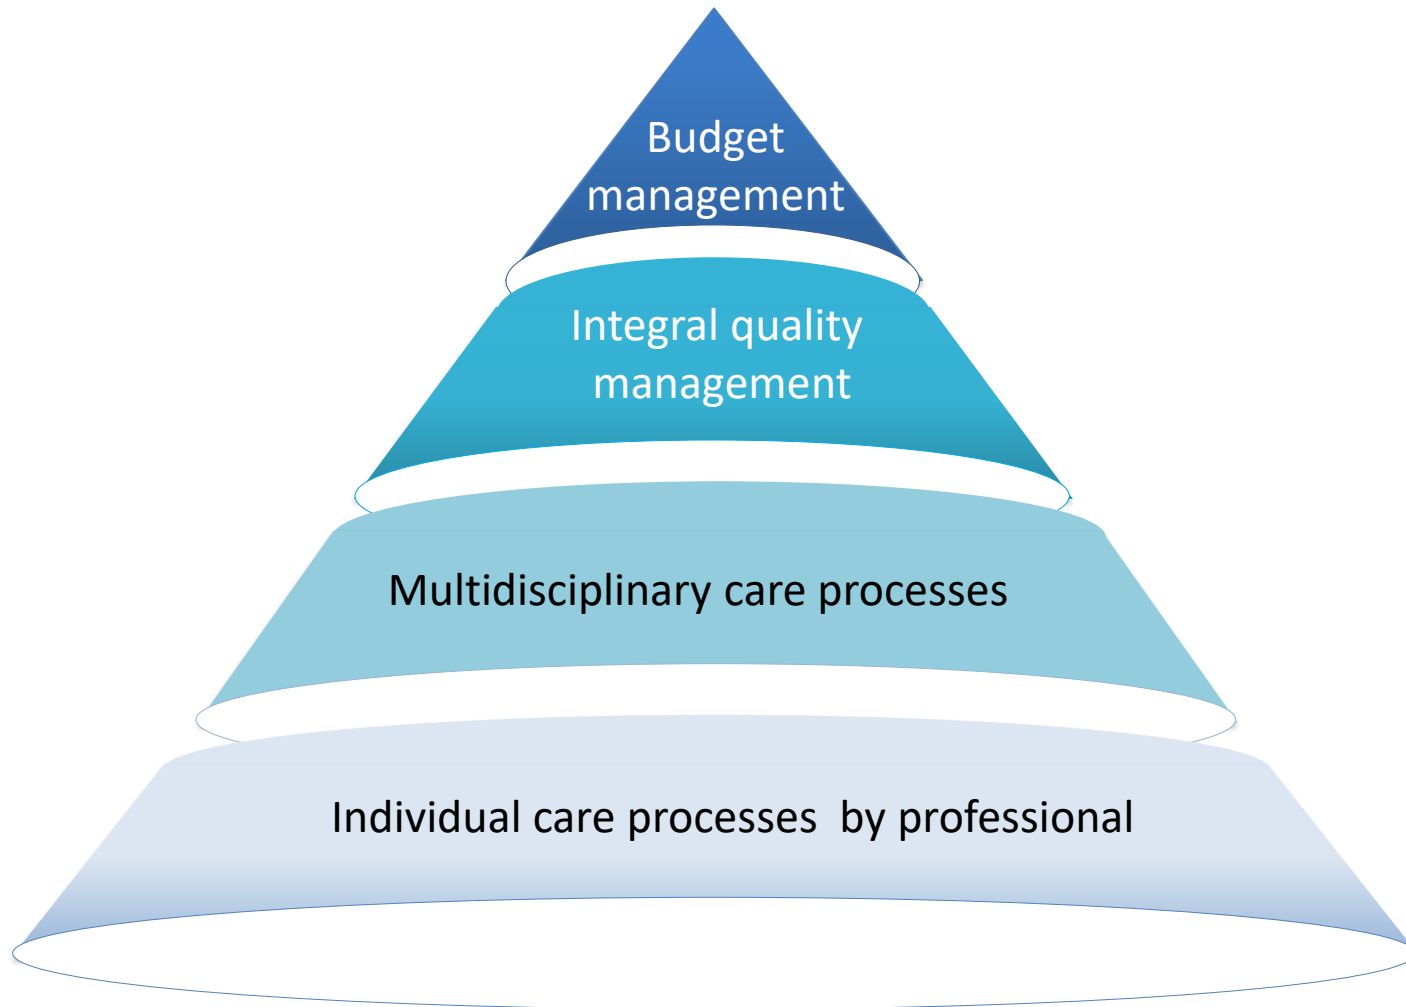 Budget
management
Integral quality
management
Multidisciplinary care processes
Individual care processes  by professional